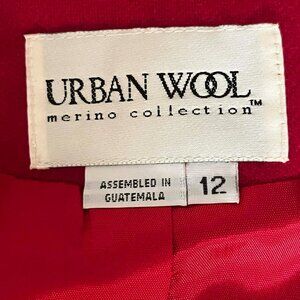 URBAN WOOL
merino collection™
ASSEMBLED IN
GUATEMALA
12